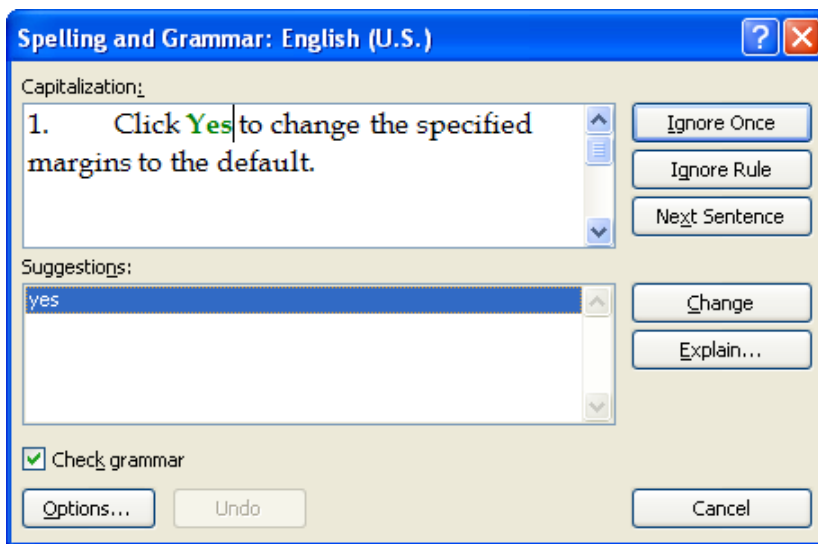 Spelling and Grammar: English (U.S.)
Capitalization:
1. Click Yes to change the specified
margins to the default.
Ignore Once
Ignore Rule
Next Sentence
Suggestions:
yes
Change
Explain...
Check grammar
Options...
Undo
Cancel